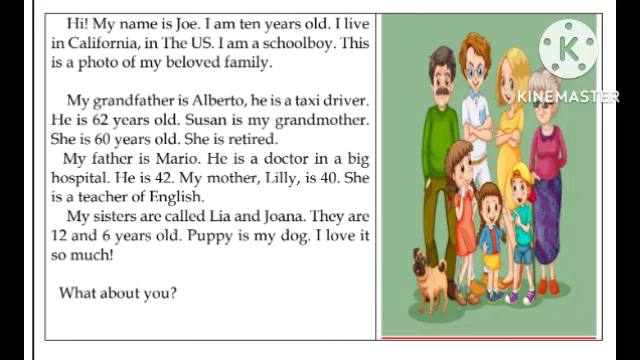 Hi! My name is Joe. I am ten years old. I live
in California, in The US. I am a schoolboy. This
is a photo of my beloved family.
My grandfather is Alberto, he is a taxi driver.
He is 62 years old. Susan is my grandmother.
She is 60 years old. She is retired.
My father is Mario. He is a doctor in a big
hospital. He is 42. My mother, Lilly, is 40. She
is a teacher of English.
My sisters are called Lia and Joana. They are
12 and 6 years old. Puppy is my dog. I love it
so much!
What about you?
K
KINEMASTER